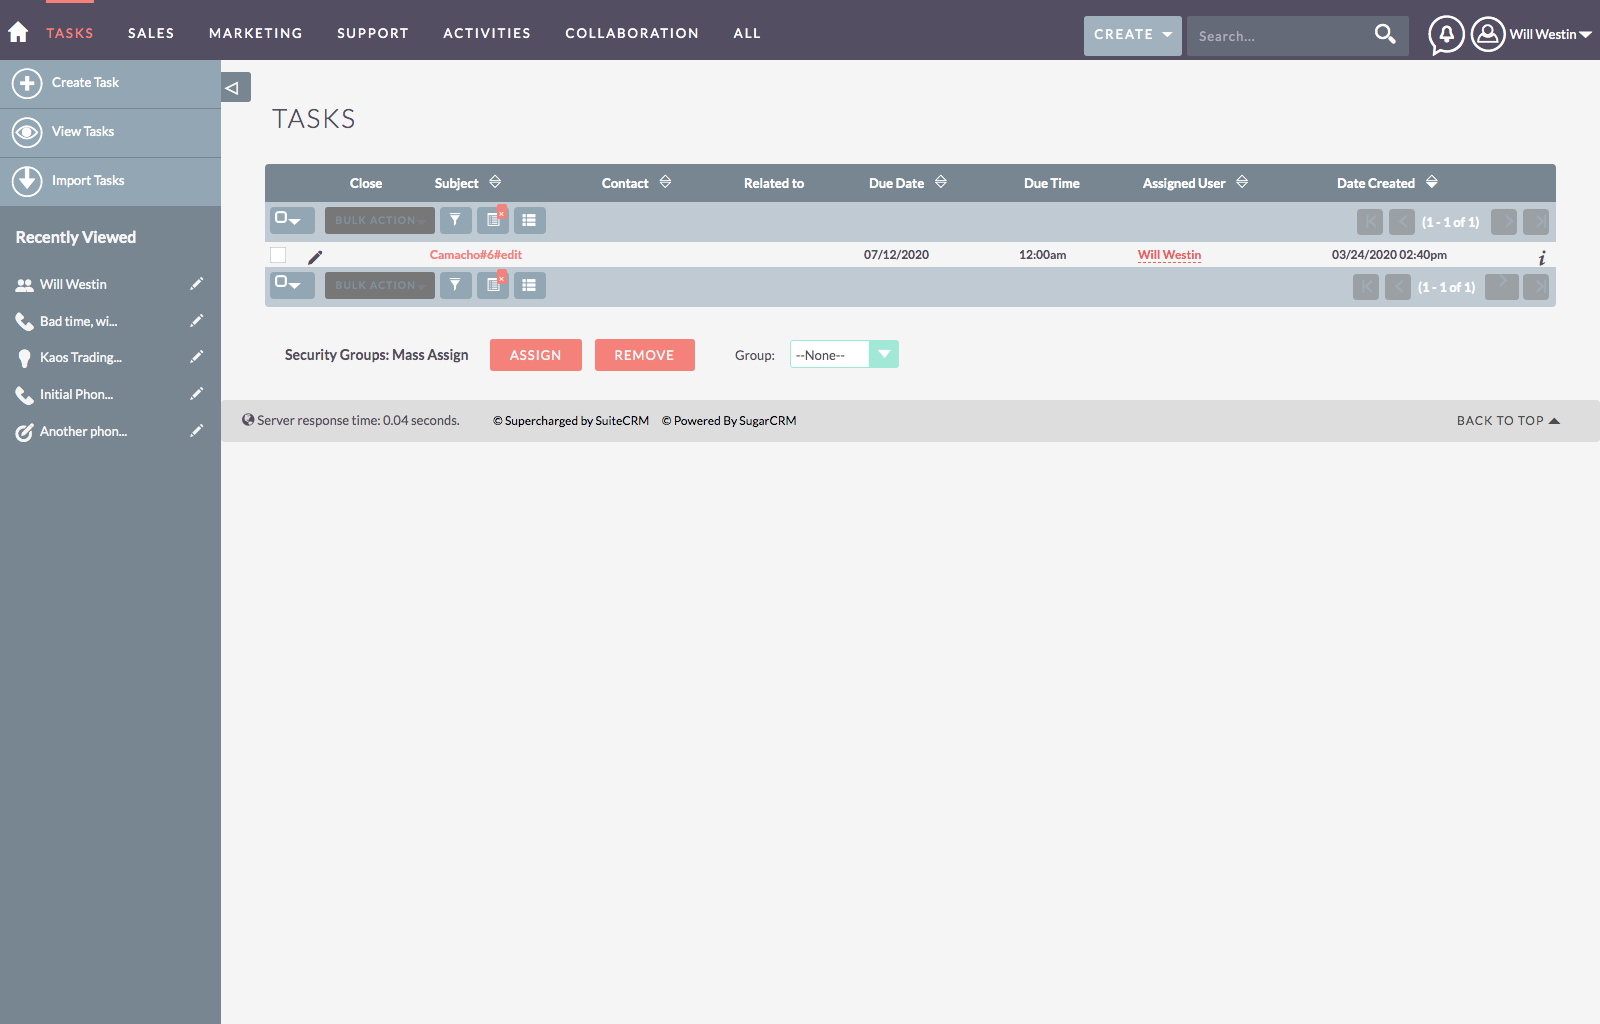 TASKS SALES MARKETING SUPPORT ACTIVITIES COLLABORATION ALL CREATE Search... Will Westin
Create Task
View Tasks
Import Tasks
Recently Viewed
Will Westin
Bad time, wi...
Kaos Trading...
Initial Phon...
Another phon...
TASKS
Close Subject Contact Related to Due Date Due Time Assigned User Date Created
BULK ACTION (1 - 1 of 1)
Camacho#6#edit 07/12/2020 12:00am Will Westin 03/24/2020 02:40pm
BULK ACTION (1 - 1 of 1)
Security Groups: Mass Assign ASSIGN REMOVE Group: --None--
Server response time: 0.04 seconds. © Supercharged by SuiteCRM © Powered By SugarCRM BACK TO TOP